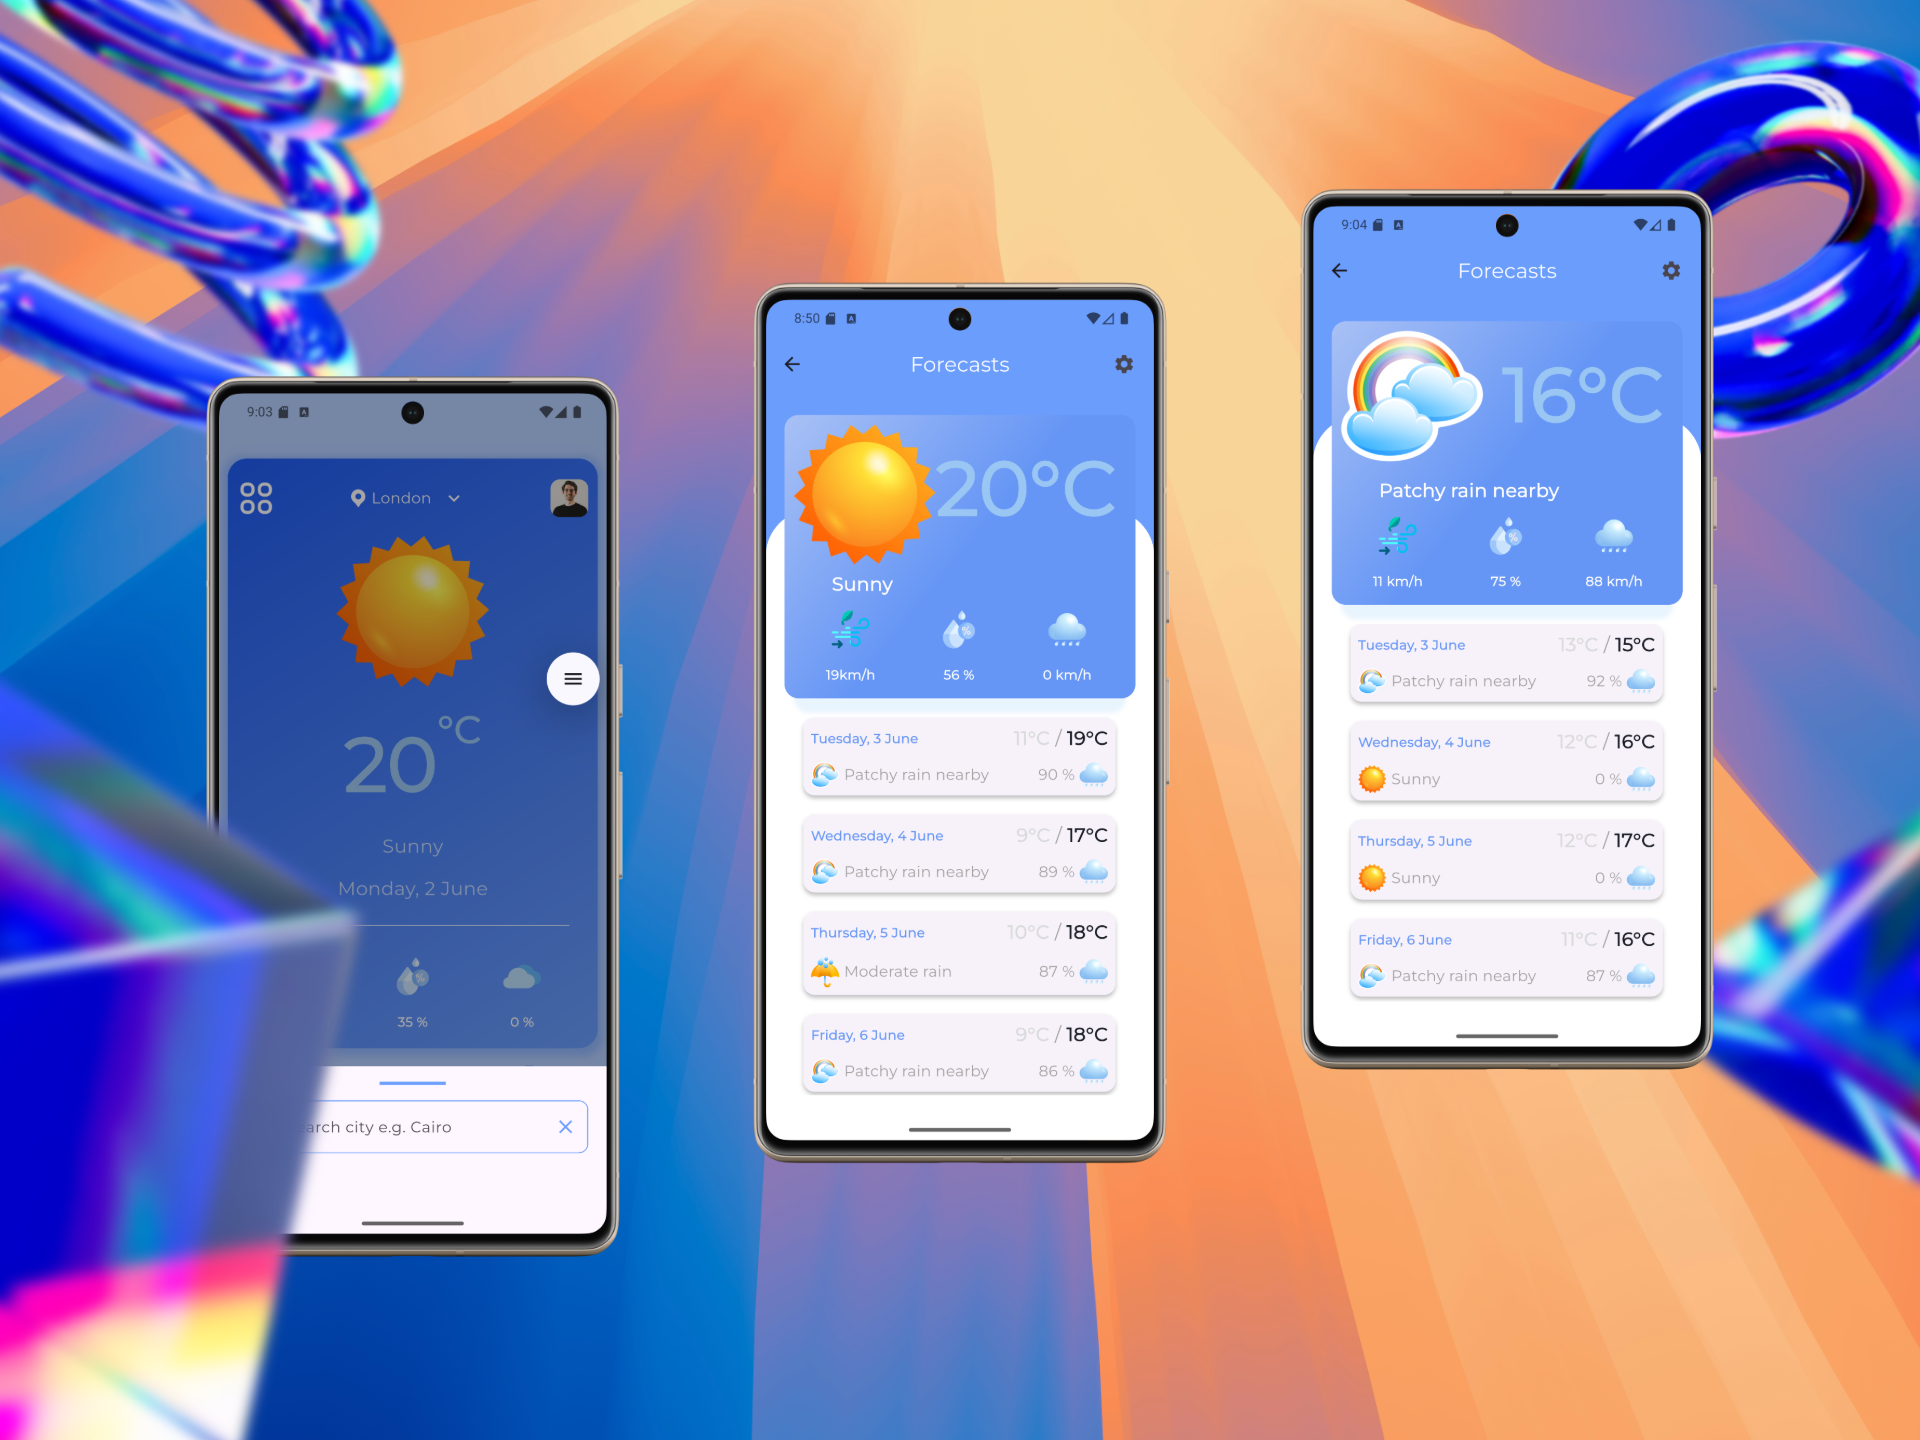 9:03
London
20 °C
Sunny
Monday, 2 June
35 %
0 %
arch city e.g. Cairo
8:50
Forecasts
20°C
Sunny
19km/h
56 %
0 km/h
Tuesday, 3 June
11°C / 19°C
Patchy rain nearby
90 %
Wednesday, 4 June
9°C / 17°C
Patchy rain nearby
89 %
Thursday, 5 June
10°C / 18°C
Moderate rain
87 %
Friday, 6 June
9°C / 18°C
Patchy rain nearby
86 %
9:04
Forecasts
16°C
Patchy rain nearby
11 km/h
75 %
88 km/h
Tuesday, 3 June
13°C / 15°C
Patchy rain nearby
92 %
Wednesday, 4 June
12°C / 16°C
Sunny
0 %
Thursday, 5 June
12°C / 17°C
Sunny
0 %
Friday, 6 June
11°C / 16°C
Patchy rain nearby
87 %